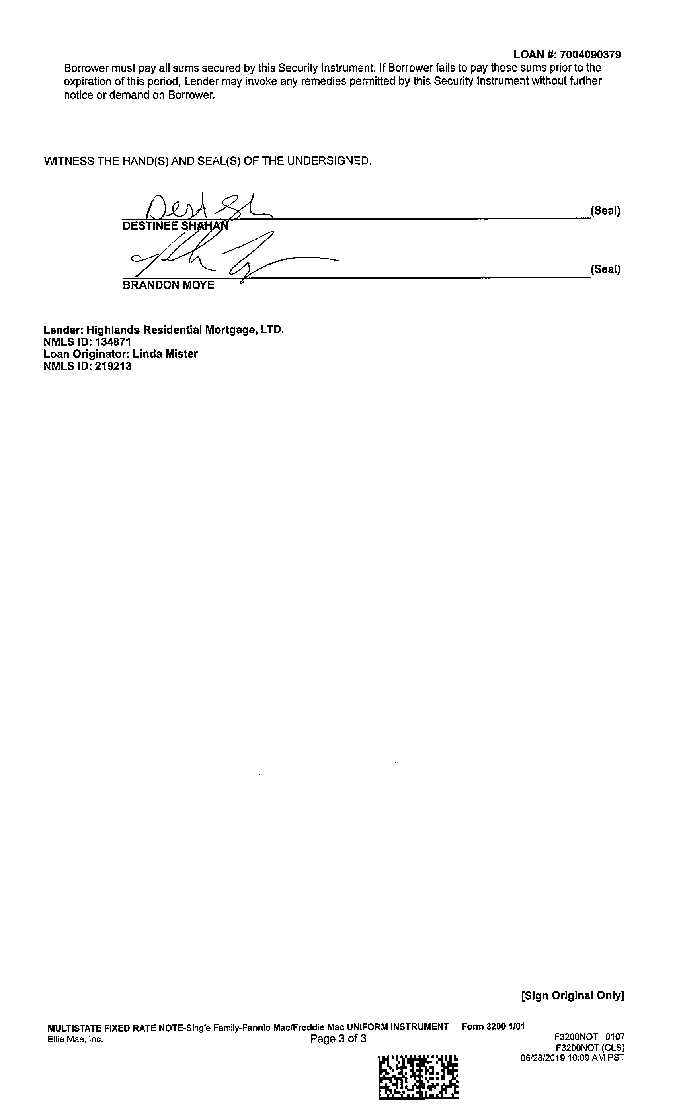 LOAN #: 7004090379
Borrower must pay all sums secured by this Security Instrument. If Borrower fails to pay these sums prior to the
expiration of this period, Lender may invoke any remedies permitted by this Security Instrument without further
notice or demand on Borrower.
WITNESS THE HAND(S) AND SEAL(S) OF THE UNDERSIGNED.
(Seal)
DESTINEE SHAHAN
(Seal)
BRANDON MOYE
Lender: Highlands Residential Mortgage, LTD.
NMLS ID: 134871
Loan Originator: Linda Mister
NMLS ID: 219213
[Sign Original Only]
MULTISTATE FIXED RATE NOTE-Single Family-Fannie Mae/Freddie Mac UNIFORM INSTRUMENT Form 3200 1/01
Ellie Mae, Inc. Page 3 of 3 F3200NOT 0107
F3200NOT (CLS)
06/28/2019 10:09 AM PST